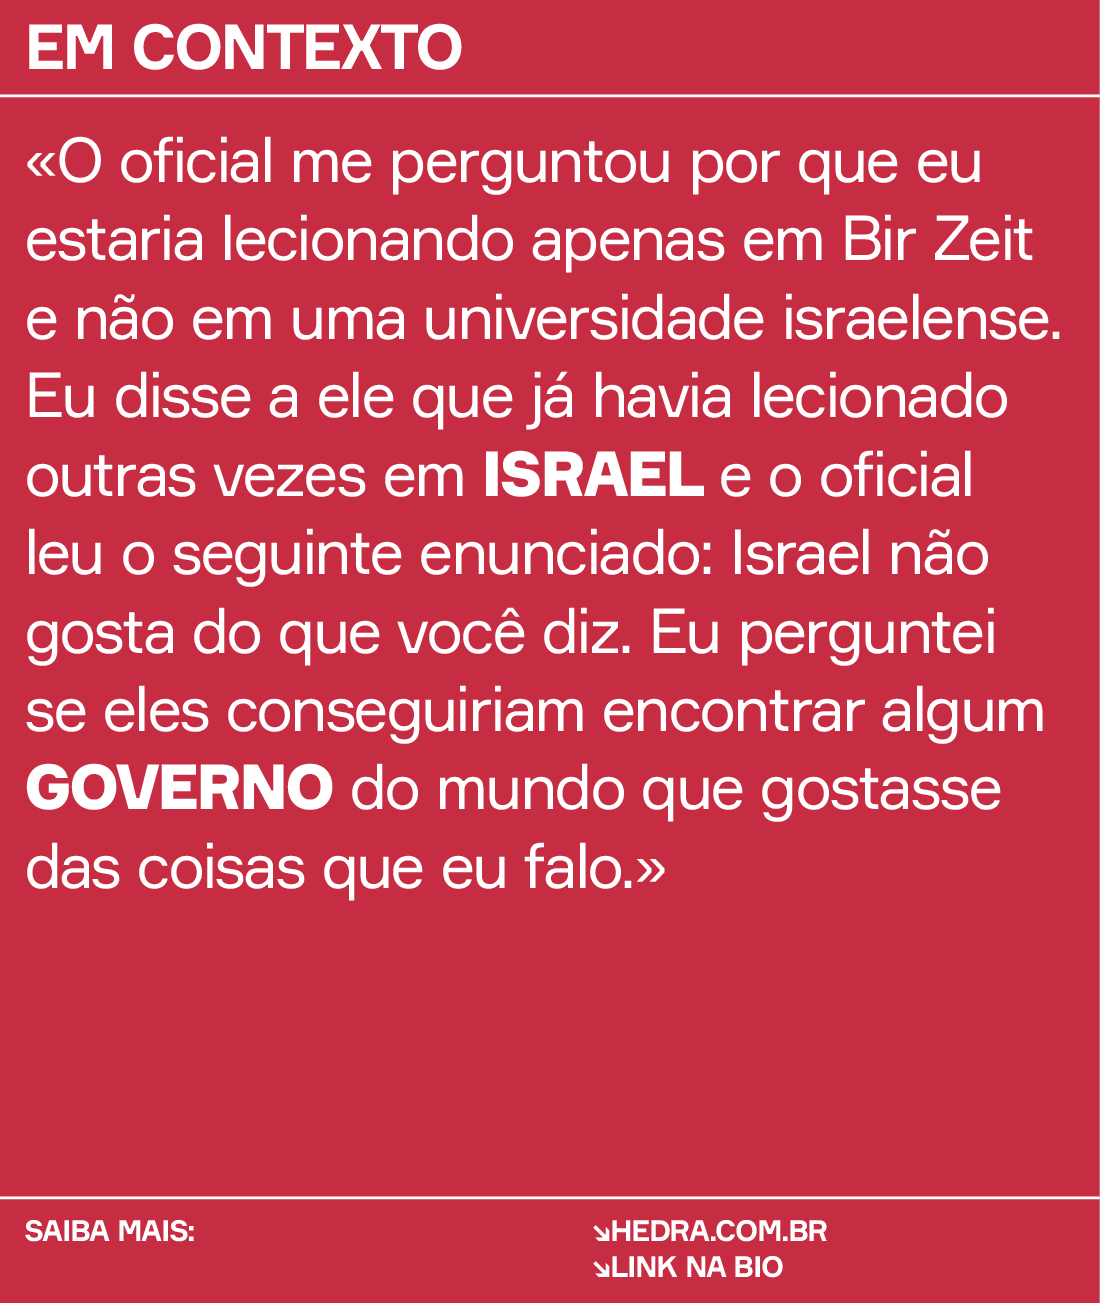 EM CONTEXTO
«O oficial me perguntou por que eu
estaria lecionando apenas em Bir Zeit
e não em uma universidade israelense.
Eu disse a ele que já havia lecionado
outras vezes em ISRAEL e o oficial
leu o seguinte enunciado: Israel não
gosta do que você diz. Eu perguntei
se eles conseguiriam encontrar algum
GOVERNO do mundo que gostasse
das coisas que eu falo.»
SAIBA MAIS:
↘HEDRA.COM.BR
↘LINK NA BIO